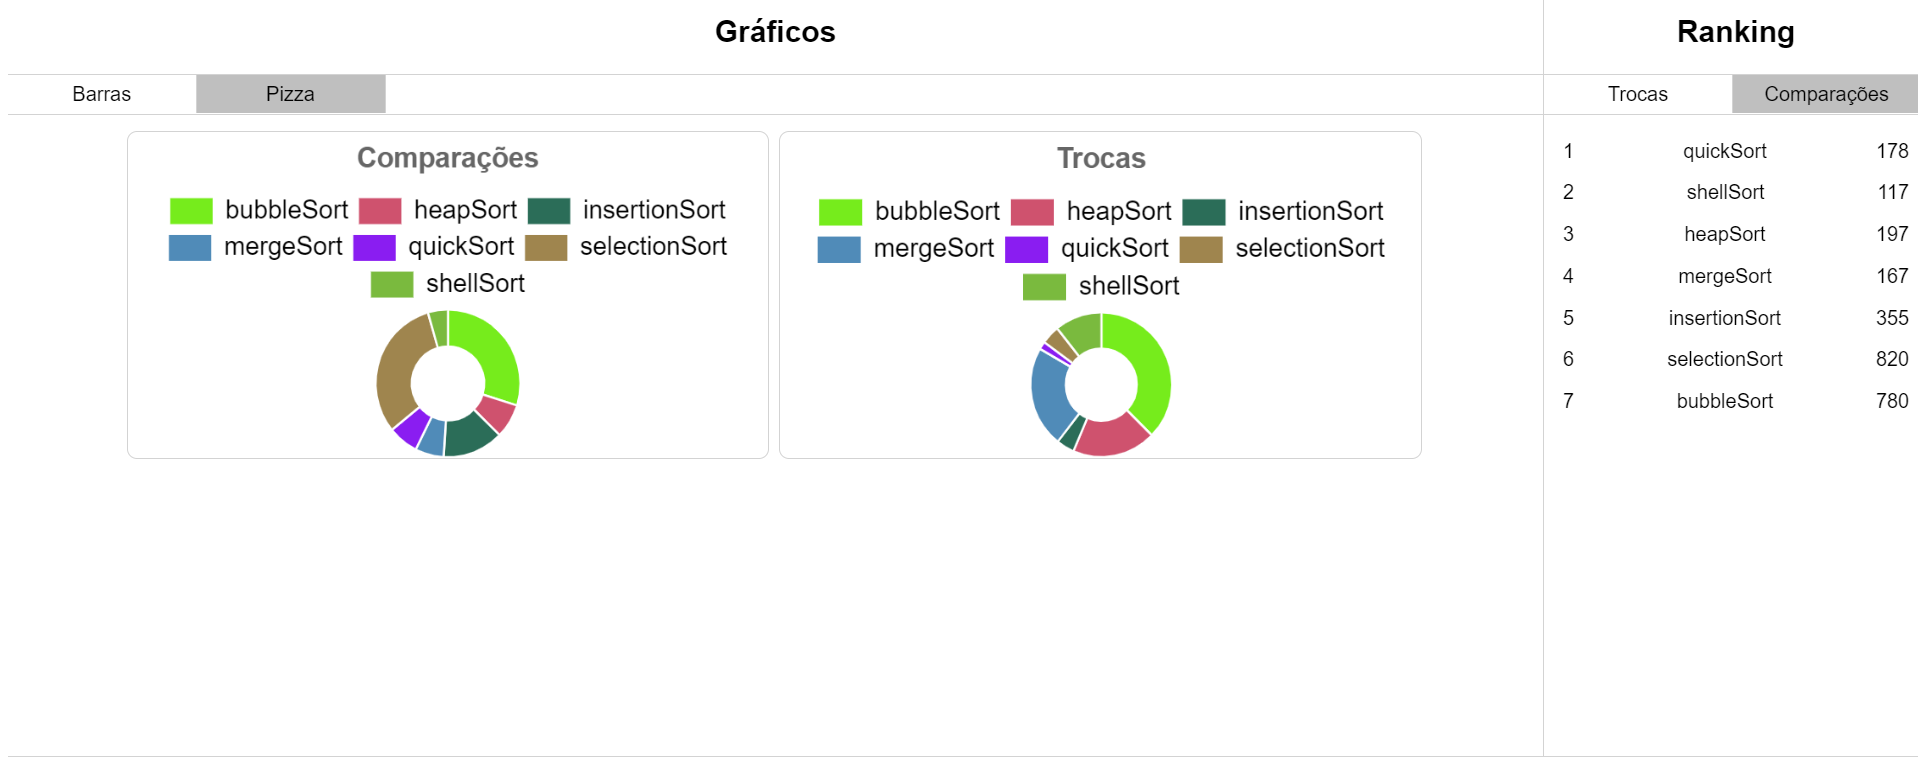 Gráficos
Barras Pizza
Comparações
bubbleSort heapSort insertionSort
mergeSort quickSort selectionSort
shellSort
Trocas
bubbleSort heapSort insertionSort
mergeSort quickSort selectionSort
shellSort
Ranking
Trocas Comparações
1 quickSort 178
2 shellSort 117
3 heapSort 197
4 mergeSort 167
5 insertionSort 355
6 selectionSort 820
7 bubbleSort 780